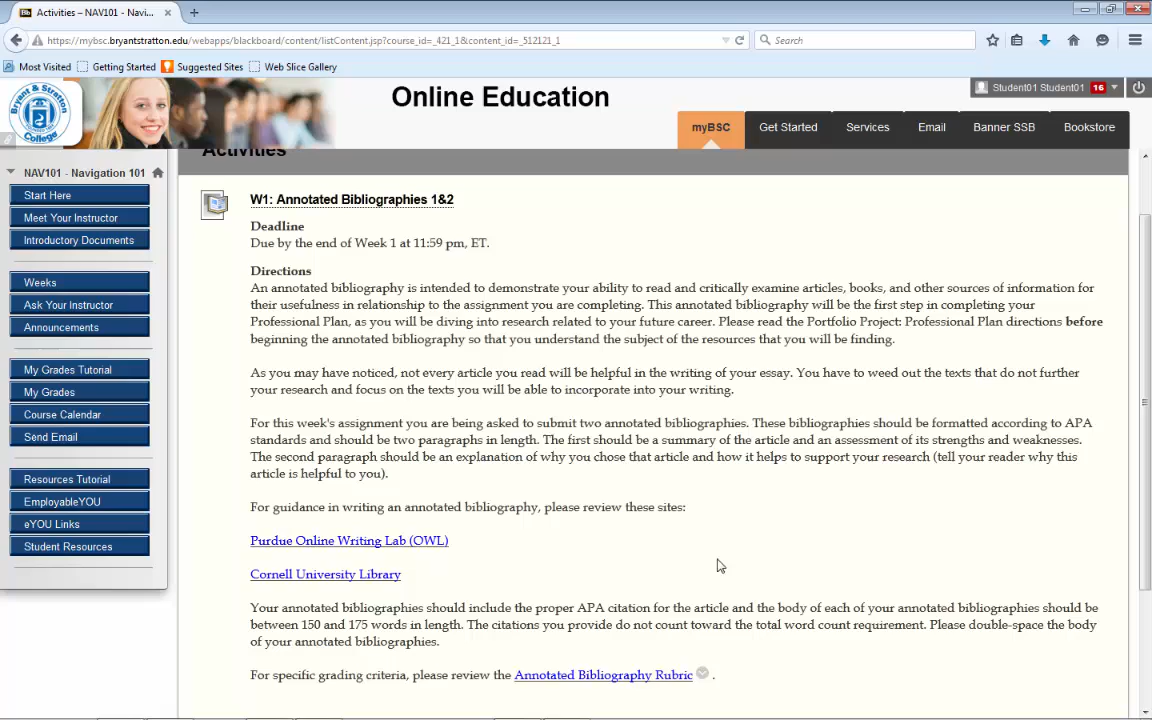 Activities – NAV101 – Navi...
https://mybsc.bryantstratton.edu/webapps/blackboard/content/listContent.jsp?course_id=_421_1&content_id=_512121_1
Search
Most Visited
Getting Started
Suggested Sites
Web Slice Gallery
Bryant & Stratton College
Online Education
Student01 Student01 16
myBSC
Get Started
Services
Email
Banner SSB
Bookstore
Activities
NAV101 - Navigation 101
Start Here
Meet Your Instructor
Introductory Documents
Weeks
Ask Your Instructor
Announcements
My Grades Tutorial
My Grades
Course Calendar
Send Email
Resources Tutorial
EmployableYOU
eYOU Links
Student Resources
W1: Annotated Bibliographies 1&2
Deadline
Due by the end of Week 1 at 11:59 pm, ET.
Directions
An annotated bibliography is intended to demonstrate your ability to read and critically examine articles, books, and other sources of information for
their usefulness in relationship to the assignment you are completing. This annotated bibliography will be the first step in completing your
Professional Plan, as you will be diving into research related to your future career. Please read the Portfolio Project: Professional Plan directions before
beginning the annotated bibliography so that you understand the subject of the resources that you will be finding.
As you may have noticed, not every article you read will be helpful in the writing of your essay. You have to weed out the texts that do not further
your research and focus on the texts you will be able to incorporate into your writing.
For this week's assignment you are being asked to submit two annotated bibliographies. These bibliographies should be formatted according to APA
standards and should be two paragraphs in length. The first should be a summary of the article and an assessment of its strengths and weaknesses.
The second paragraph should be an explanation of why you chose that article and how it helps to support your research (tell your reader why this
article is helpful to you).
For guidance in writing an annotated bibliography, please review these sites:
Purdue Online Writing Lab (OWL)
Cornell University Library
Your annotated bibliographies should include the proper APA citation for the article and the body of each of your annotated bibliographies should be
between 150 and 175 words in length. The citations you provide do not count toward the total word count requirement. Please double-space the body
of your annotated bibliographies.
For specific grading criteria, please review the Annotated Bibliography Rubric .